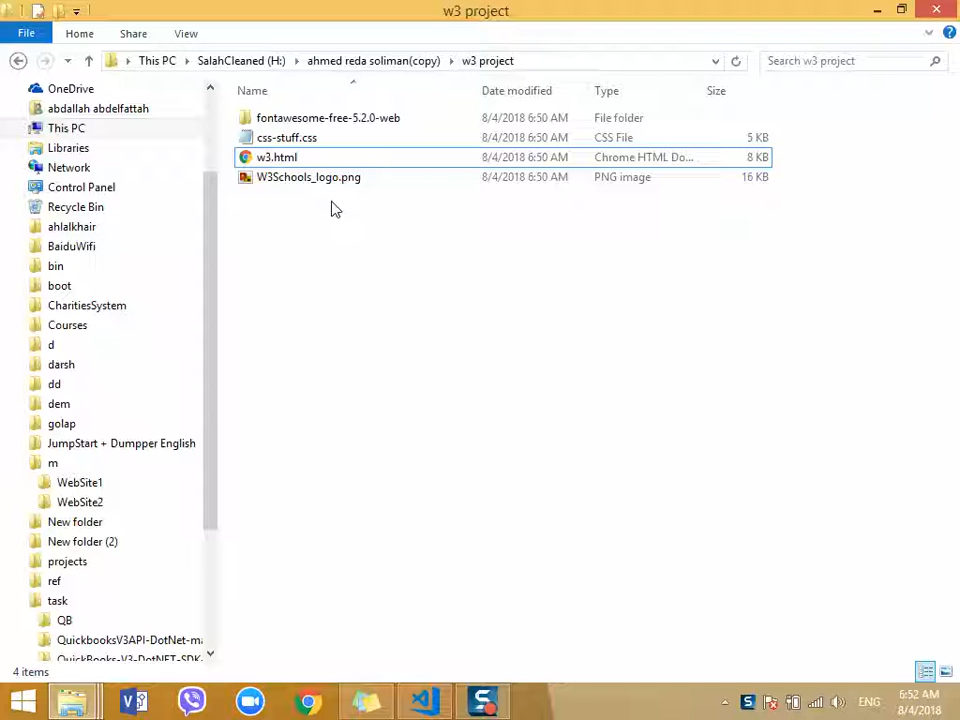 w3 project
File Home Share View
This PC SalahCleaned (H:) ahmed reda soliman(copy) w3 project
Search w3 project
Name Date modified Type Size
fontawesome-free-5.2.0-web 8/4/2018 6:50 AM File folder
css-stuff.css 8/4/2018 6:50 AM CSS File 5 KB
w3.html 8/4/2018 6:50 AM Chrome HTML Do... 8 KB
W3Schools_logo.png 8/4/2018 6:50 AM PNG image 16 KB
OneDrive
abdallah abdelfattah
This PC
Libraries
Network
Control Panel
Recycle Bin
ahlalkhair
BaiduWifi
bin
boot
CharitiesSystem
Courses
d
darsh
dd
dem
golap
JumpStart + Dumpper English
m
WebSite1
WebSite2
New folder
New folder (2)
projects
ref
task
QB
QuickbooksV3API-DotNet-ma
QuickBooks-V3-DotNET-SDK-
4 items
ENG
6:52 AM
8/4/2018